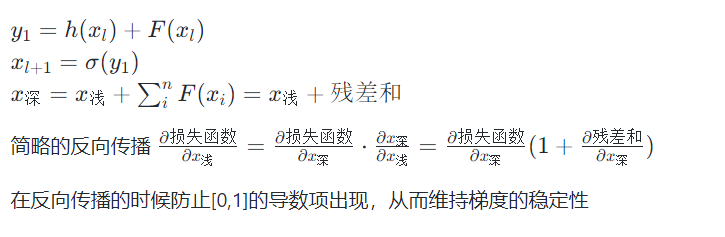 y₁ = h(xₗ) + F(xₗ)
xₗ₊₁ = σ(y₁)
x深 = x浅 + ∑ᵢⁿ F(xᵢ) = x浅 + 残差和
简略的反向传播 ∂损失函数/∂x浅 = ∂损失函数/∂x深 · ∂x深/∂x浅 = ∂损失函数/∂x深 (1 + ∂残差和/∂x深)
在反向传播的时候防止[0,1]的导数项出现，从而维持梯度的稳定性